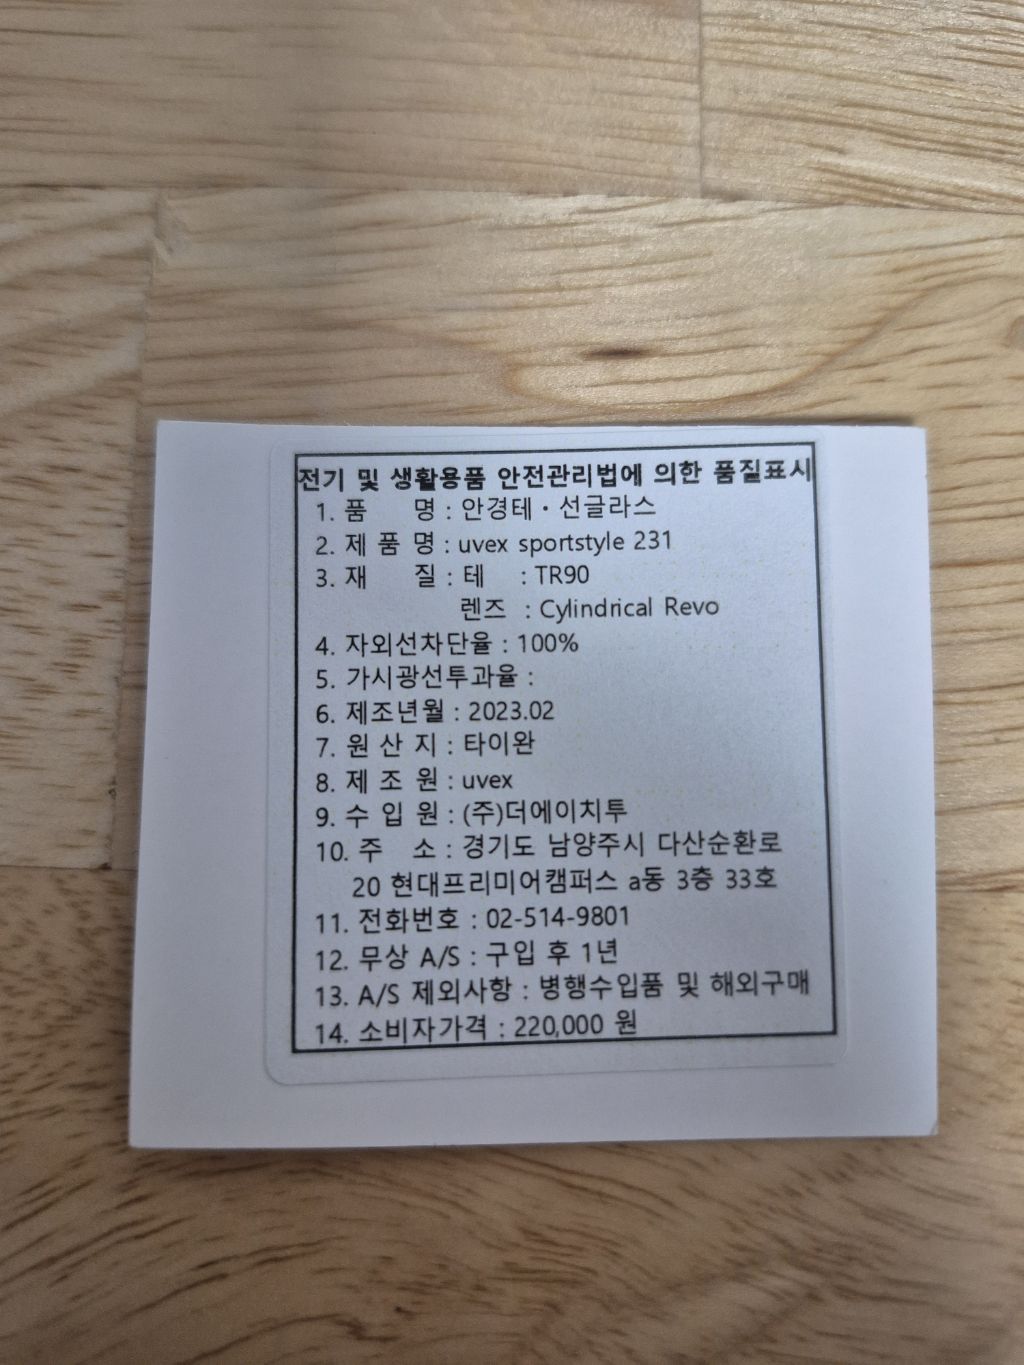 전기 및 생활용품 안전관리법에 의한 품질표시
1. 품 명 : 안경테 · 선글라스
2. 제 품 명 : uvex sportstyle 231
3. 재 질 : 테 : TR90
렌즈 : Cylindrical Revo
4. 자외선차단율 : 100%
5. 가시광선투과율 :
6. 제조년월 : 2023.02
7. 원 산 지 : 타이완
8. 제 조 원 : uvex
9. 수 입 원 : (주)더에이치투
10. 주 소 : 경기도 남양주시 다산순환로
20 현대프리미어캠퍼스 a동 3층 33호
11. 전화번호 : 02-514-9801
12. 무상 A/S : 구입 후 1년
13. A/S 제외사항 : 병행수입품 및 해외구매
14. 소비자가격 : 220,000 원